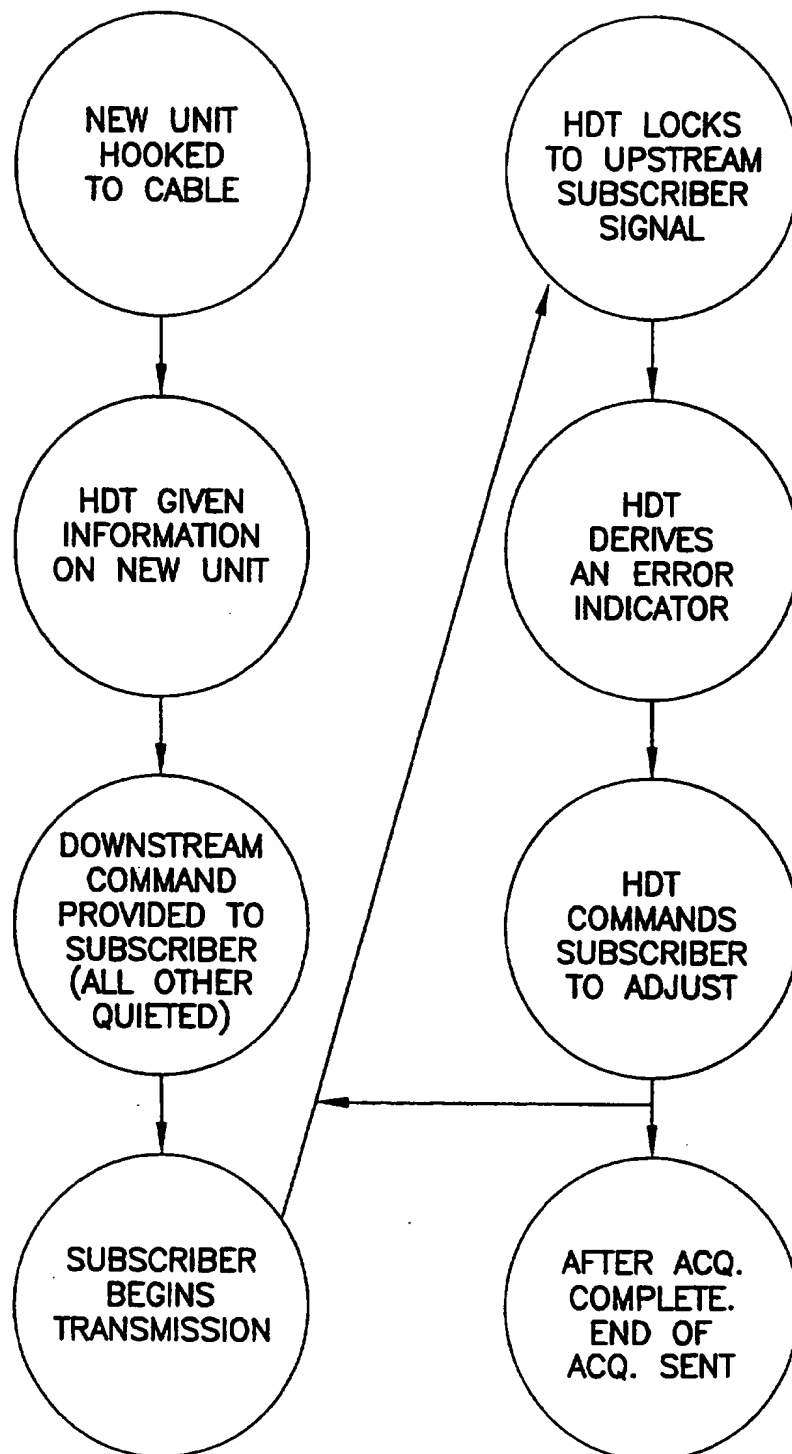 NEW UNIT
HOOKED
TO CABLE
HDT GIVEN
INFORMATION
ON NEW UNIT
DOWNSTREAM
COMMAND
PROVIDED TO
SUBSCRIBER
(ALL OTHER
QUIETED)
SUBSCRIBER
BEGINS
TRANSMISSION
HDT LOCKS
TO UPSTREAM
SUBSCRIBER
SIGNAL
HDT
DERIVES
AN ERROR
INDICATOR
HDT
COMMANDS
SUBSCRIBER
TO ADJUST
AFTER ACQ.
COMPLETE.
END OF
ACQ. SENT